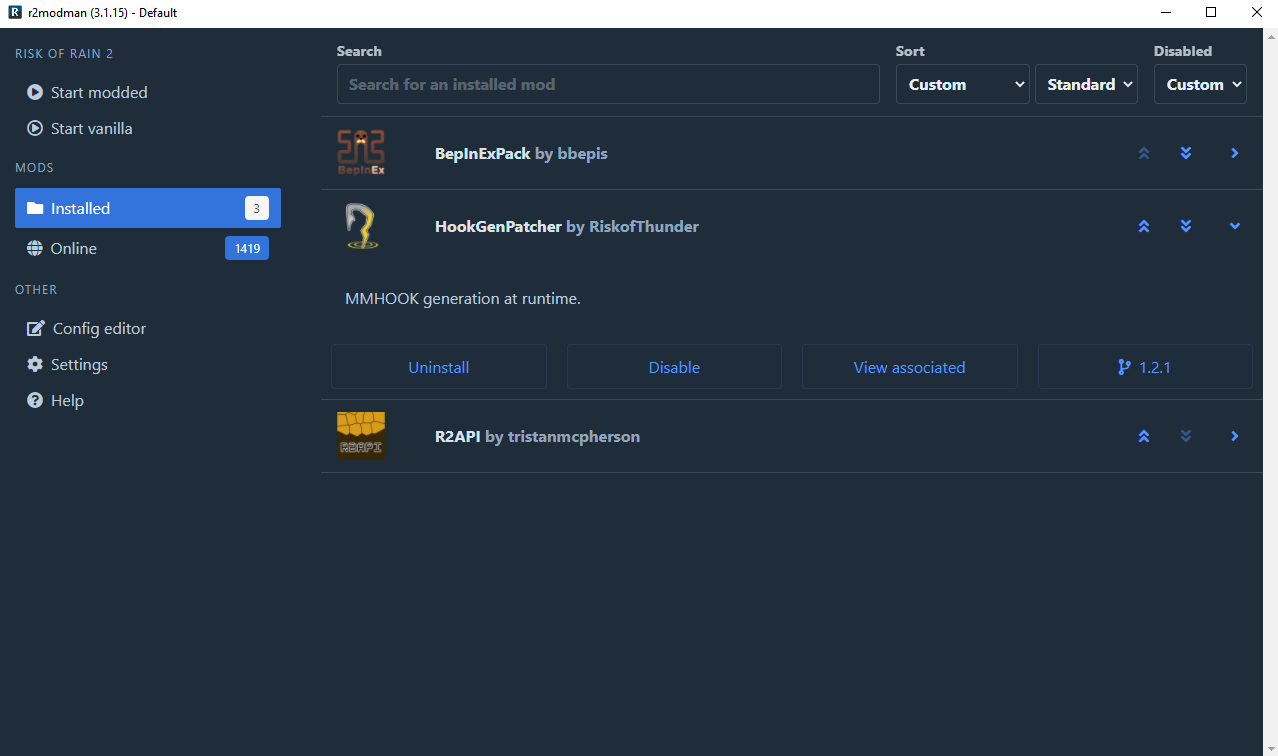 r2modman (3.1.15) - Default
RISK OF RAIN 2
Start modded
Start vanilla
MODS
Installed 3
Online 1419
OTHER
Config editor
Settings
Help
Search
Search for an installed mod
Sort
Custom
Standard
Disabled
Custom
BepInEx
BepInExPack by bbepis
HookGenPatcher by RiskofThunder
MMHOOK generation at runtime.
Uninstall
Disable
View associated
1.2.1
R2API
R2API by tristanmcpherson